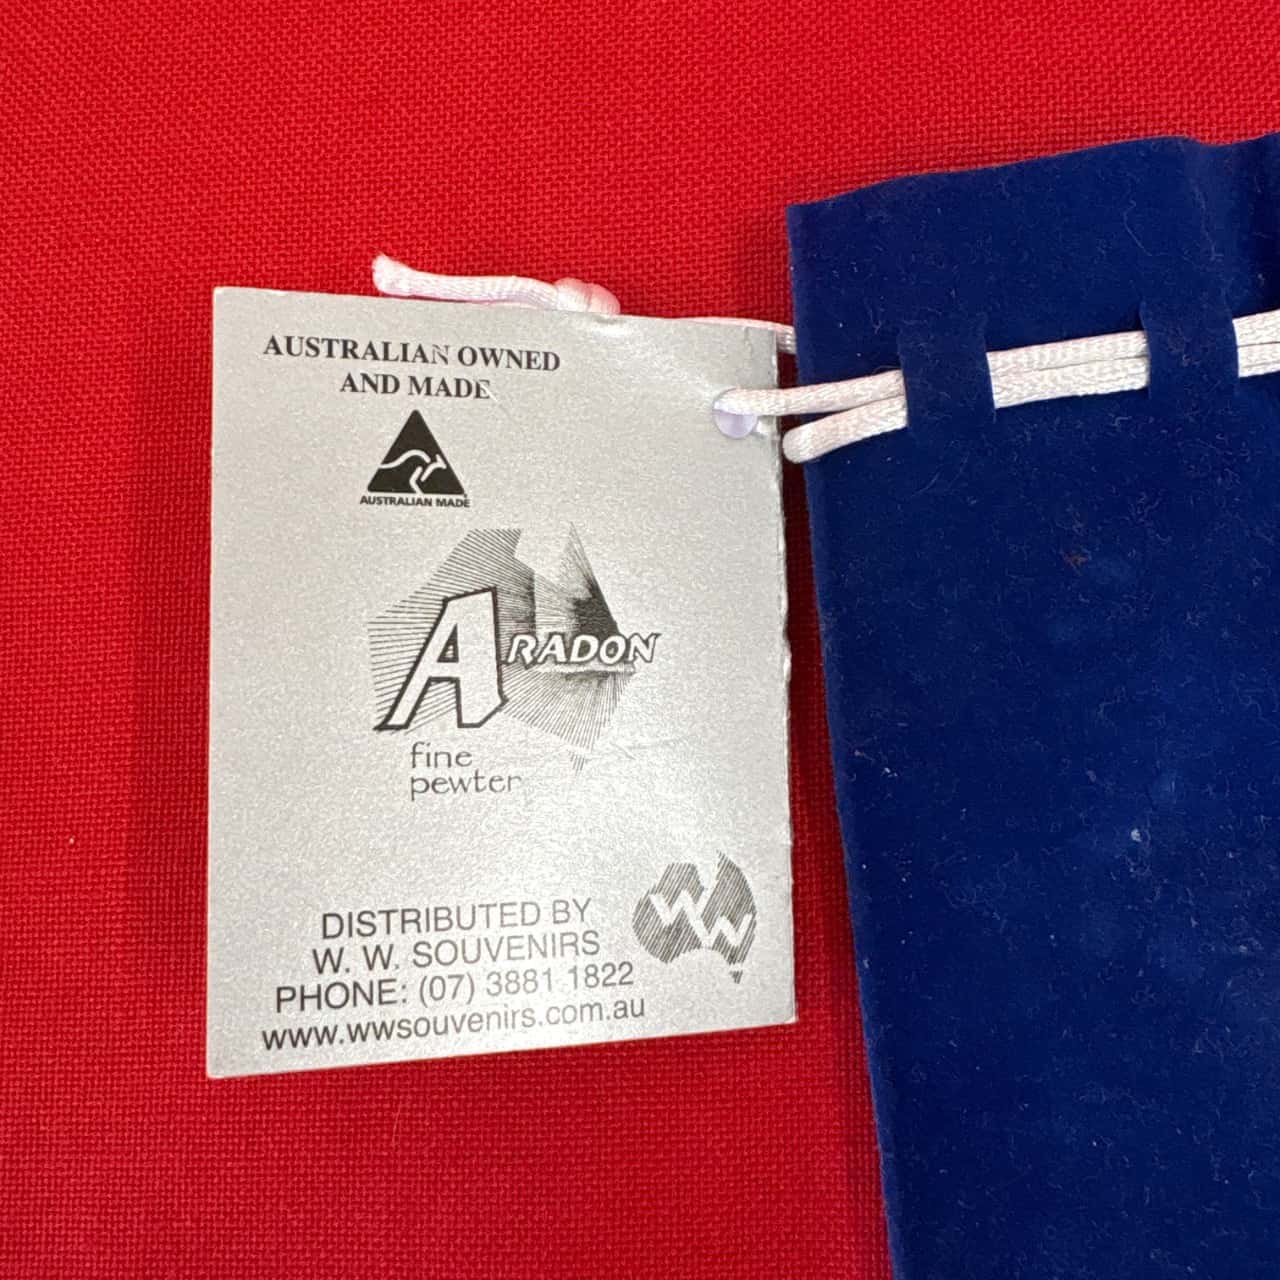 AUSTRALIAN OWNED
AND MADE
AUSTRALIAN MADE
ARADON
fine
pewter
WW
DISTRIBUTED BY
W. W. SOUVENIRS
PHONE: (07) 3881 1822
www.wwsouvenirs.com.au